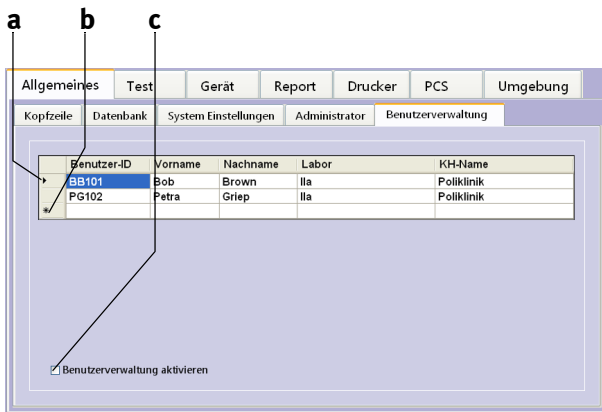 a b c
Allgemeines Test Gerät Report Drucker PCS Umgebung
Kopfzeile Datenbank System Einstellungen Administrator Benutzerverwaltung
Benutzer-ID Vorname Nachname Labor KH-Name
BB101 Bob Brown IIa Poliklinik
PG102 Petra Griep IIa Poliklinik
Benutzerverwaltung aktivieren